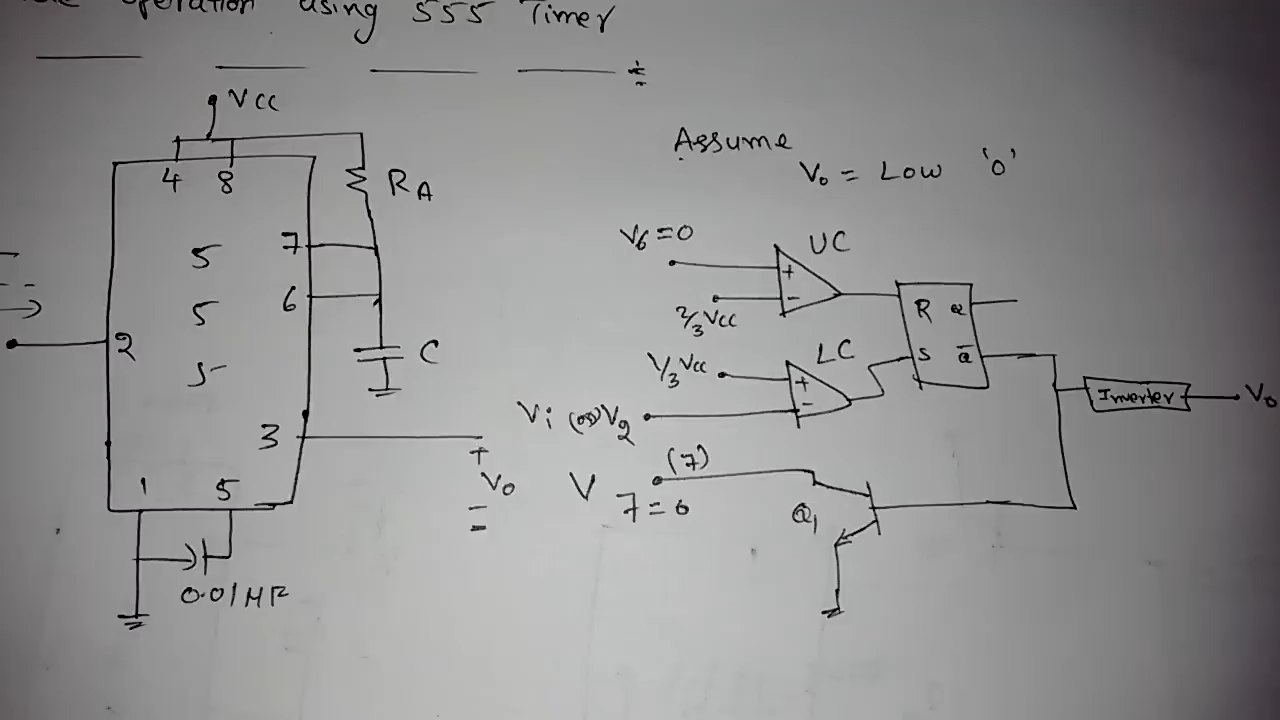 operation using 555 Timer
Vcc
4 8
RA
7
5
6
5
2
5
C
3
+
Vo
-
1 5
0.01MF
Assume
Vo = Low '0'
V6=0
UC
+
-
2/3Vcc
R Q
S Q̅
1/3Vcc
LC
+
-
Vi (or) V2
Inverter
Vo
(7)
V7=0
Q1